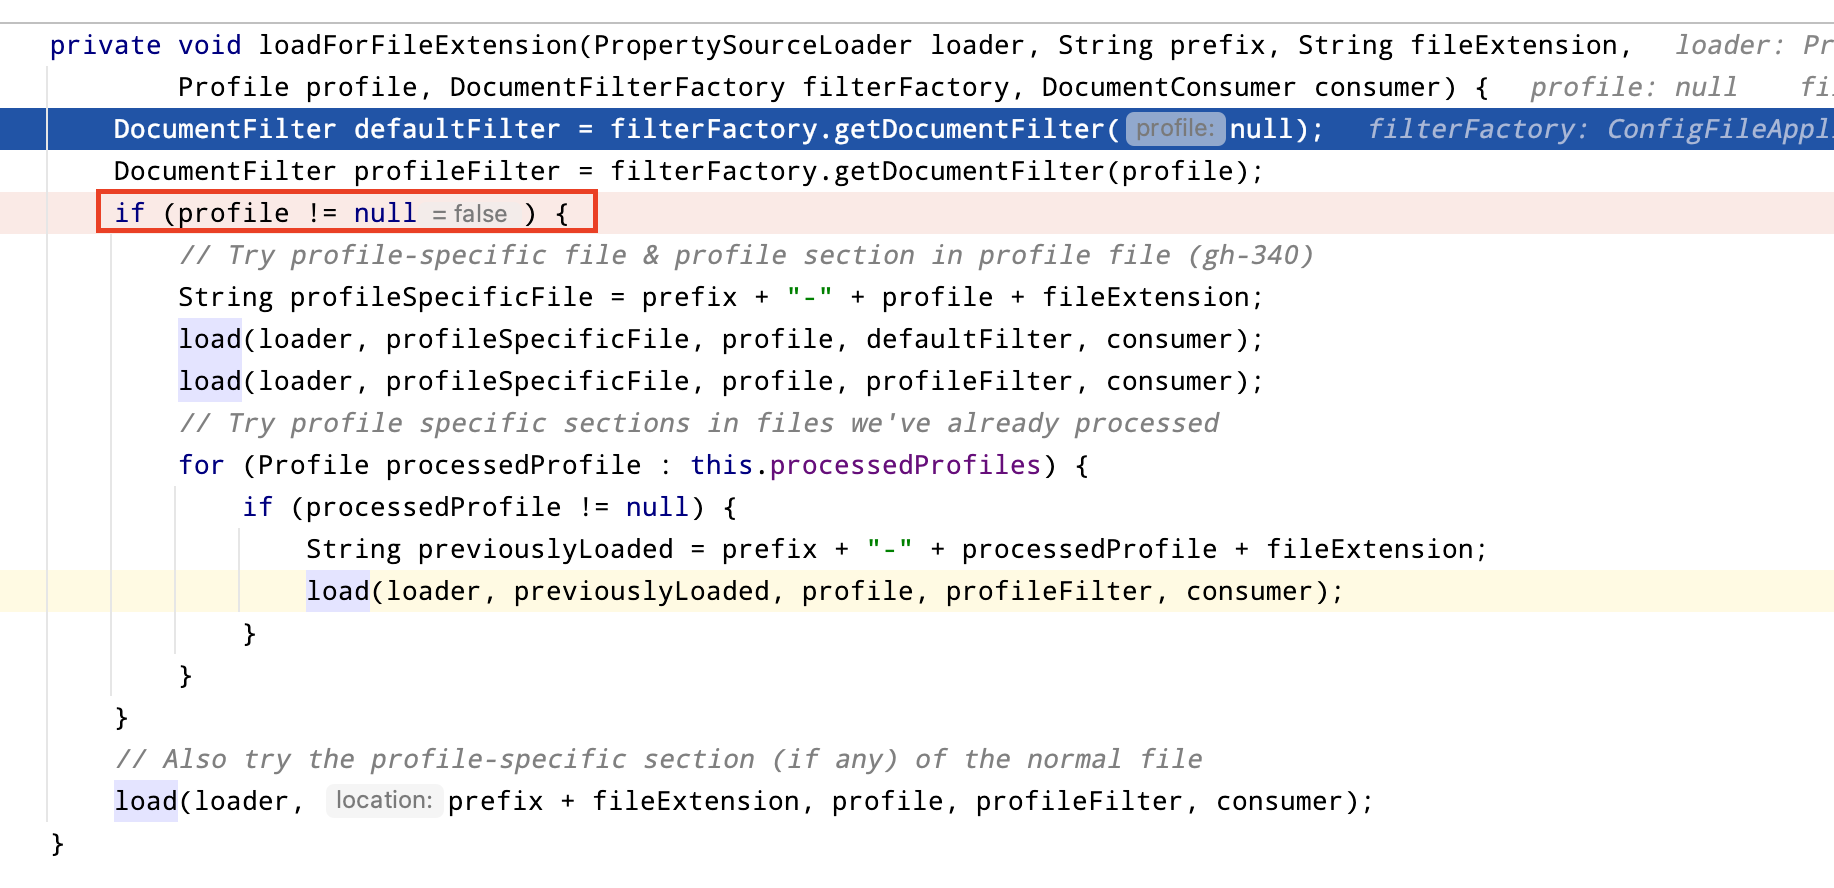 private void loadForFileExtension(PropertySourceLoader loader, String prefix, String fileExtension, loader: Pr
Profile profile, DocumentFilterFactory filterFactory, DocumentConsumer consumer) { profile: null fil
DocumentFilter defaultFilter = filterFactory.getDocumentFilter( profile: null); filterFactory: ConfigFileAppl
DocumentFilter profileFilter = filterFactory.getDocumentFilter(profile);
if (profile != null = false ) {
// Try profile-specific file & profile section in profile file (gh-340)
String profileSpecificFile = prefix + "-" + profile + fileExtension;
load(loader, profileSpecificFile, profile, defaultFilter, consumer);
load(loader, profileSpecificFile, profile, profileFilter, consumer);
// Try profile specific sections in files we've already processed
for (Profile processedProfile : this.processedProfiles) {
if (processedProfile != null) {
String previouslyLoaded = prefix + "-" + processedProfile + fileExtension;
load(loader, previouslyLoaded, profile, profileFilter, consumer);
}
}
}
// Also try the profile-specific section (if any) of the normal file
load(loader, location: prefix + fileExtension, profile, profileFilter, consumer);
}